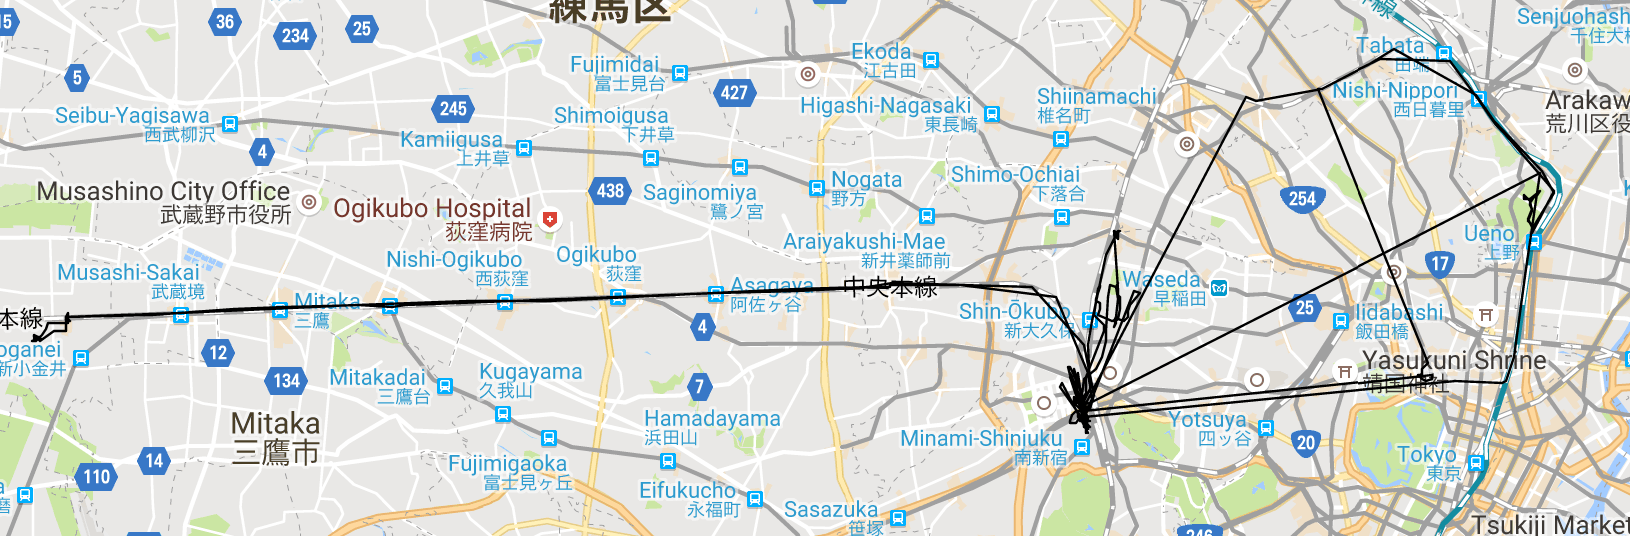 練馬区
15
36
234
25
Senjuohash
千住大橋
Tabata
田端
Ekoda
江古田
Fujimidai
富士見台
5
427
245
Nishi-Nippori
西日暮里
Shiinamachi
椎名町
Higashi-Nagasaki
東長崎
Arakaw
荒川区役
Seibu-Yagisawa
西武柳沢
Shimoigusa
下井草
Kamiigusa
上井草
4
Musashino City Office
武蔵野市役所
438
Saginomiya
鷺ノ宮
Nogata
野方
Shimo-Ochiai
下落合
254
Ogikubo Hospital
荻窪病院
Araiyakushi-Mae
新井薬師前
Ueno
上野
17
Musashi-Sakai
武蔵境
Nishi-Ogikubo
西荻窪
Ogikubo
荻窪
Asagaya
阿佐ヶ谷
中央本線
Waseda
早稲田
Mitaka
三鷹
本線
Shin-Ōkubo
新大久保
25
Iidabashi
飯田橋
4
oganei
新小金井
12
134
Mitakadai
三鷹台
Kugayama
久我山
7
Yasukuni Shrine
靖国神社
Mitaka
三鷹市
Hamadayama
浜田山
Minami-Shinjuku
南新宿
Yotsuya
四ッ谷
20
Tokyo
東京
14
110
Fujimigaoka
富士見ヶ丘
Eifukucho
永福町
Sasazuka
笹塚
Tsukiji Market
246